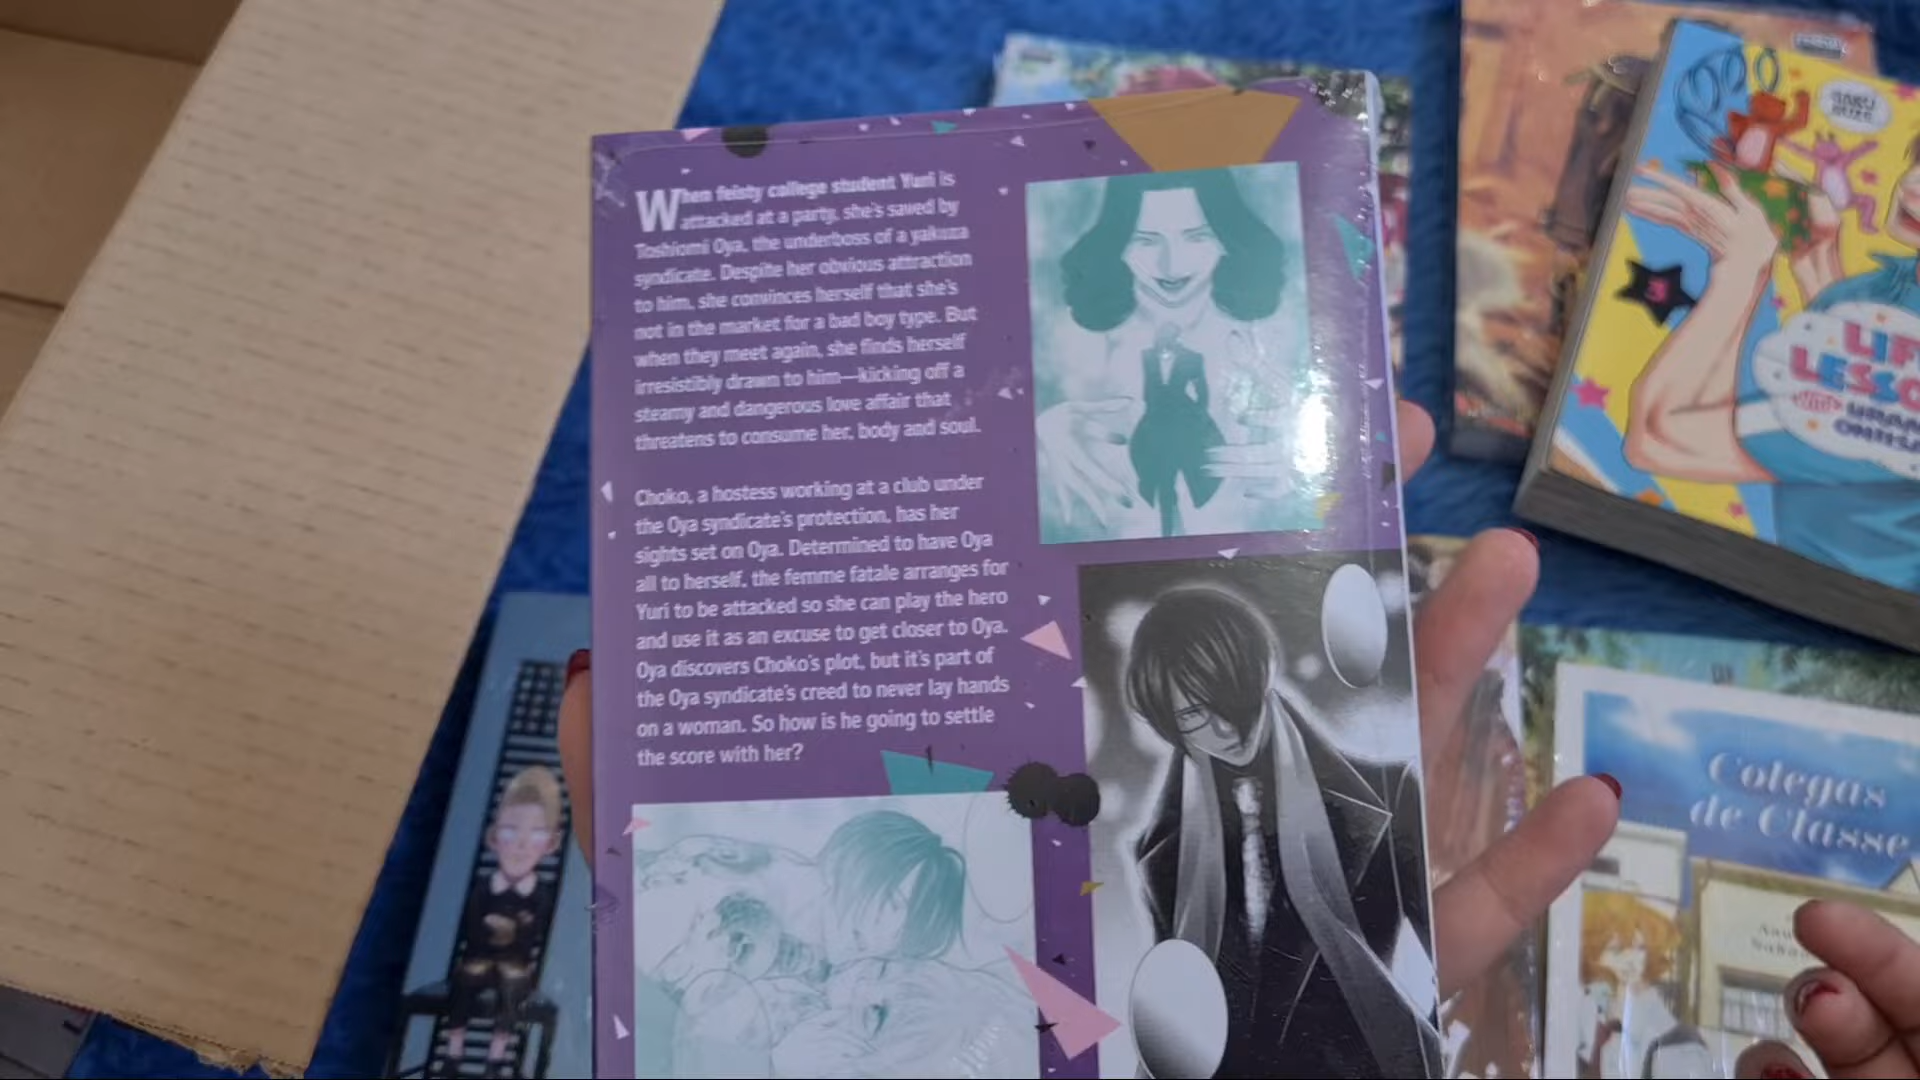 When feisty college student Yuri is
attacked at a party, she's saved by
Toshiomi Oya, the underboss of a yakuza
syndicate. Despite her obvious attraction
to him, she convinces herself that she's
not in the market for a bad boy type. But
when they meet again, she finds herself
irresistibly drawn to him—kicking off a
steamy and dangerous love affair that
threatens to consume her, body and soul.
Choko, a hostess working at a club under
the Oya syndicate's protection, has her
sights set on Oya. Determined to have Oya
all to herself, the femme fatale arranges for
Yuri to be attacked so she can play the hero
and use it as an excuse to get closer to Oya.
Oya discovers Choko's plot, but it's part of
the Oya syndicate's creed to never lay hands
on a woman. So how is he going to settle
the score with her?
3
LIF
LESSO
Colegas
de Classe